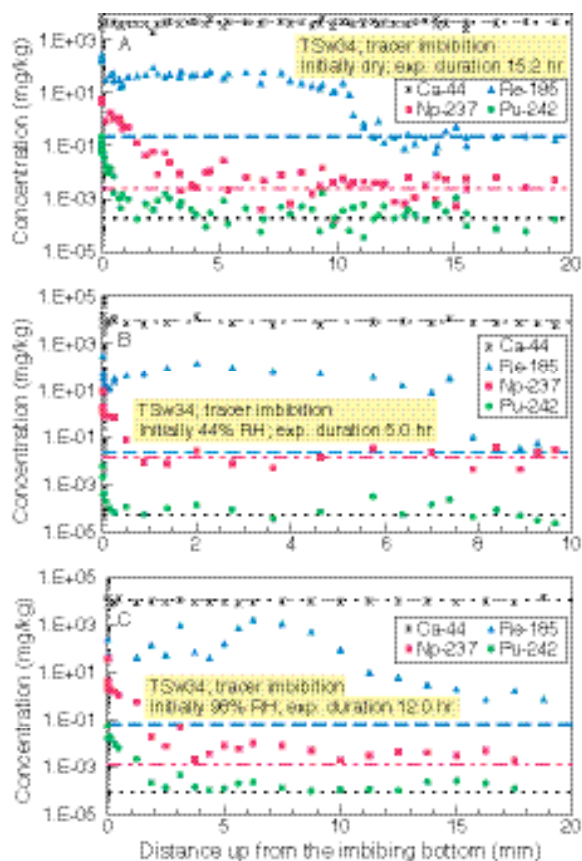 1.E+03
1.E+01
1.E-01
1.E-03
1.E-05
Concentration (mg/kg)
A
TSw34, tracer imbibition
Initially dry; exp. duration 15.2 hr
Ca-44 Re-185
Np-237 Pu-242
0 5 10 15 20
1.E+05
1.E+03
1.E+01
1.E-01
1.E-03
1.E-05
Concentration (mg/kg)
B
Ca-44
Re-185
Np-237
Pu-242
TSw34, tracer imbibition
Initially 44% RH; exp. duration 5.0 hr
0 2 4 6 8 10
1.E+05
1.E+03
1.E+01
1.E-01
1.E-03
1.E-05
Concentration (mg/kg)
C
Ca-44 Re-185
Np-237 Pu-242
TSw34, tracer imbibition
Initially 96% RH; exp. duration 12.0 hr
0 5 10 15 20
Distance up from the imbibing bottom (mm)